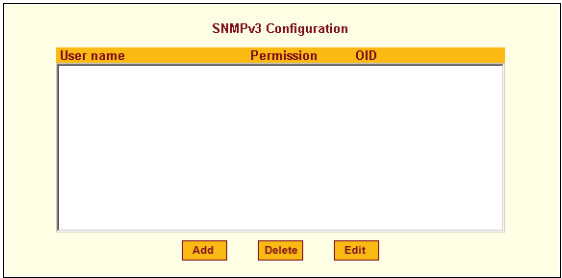 SNMPv3 Configuration
User name Permission OID
Add Delete Edit